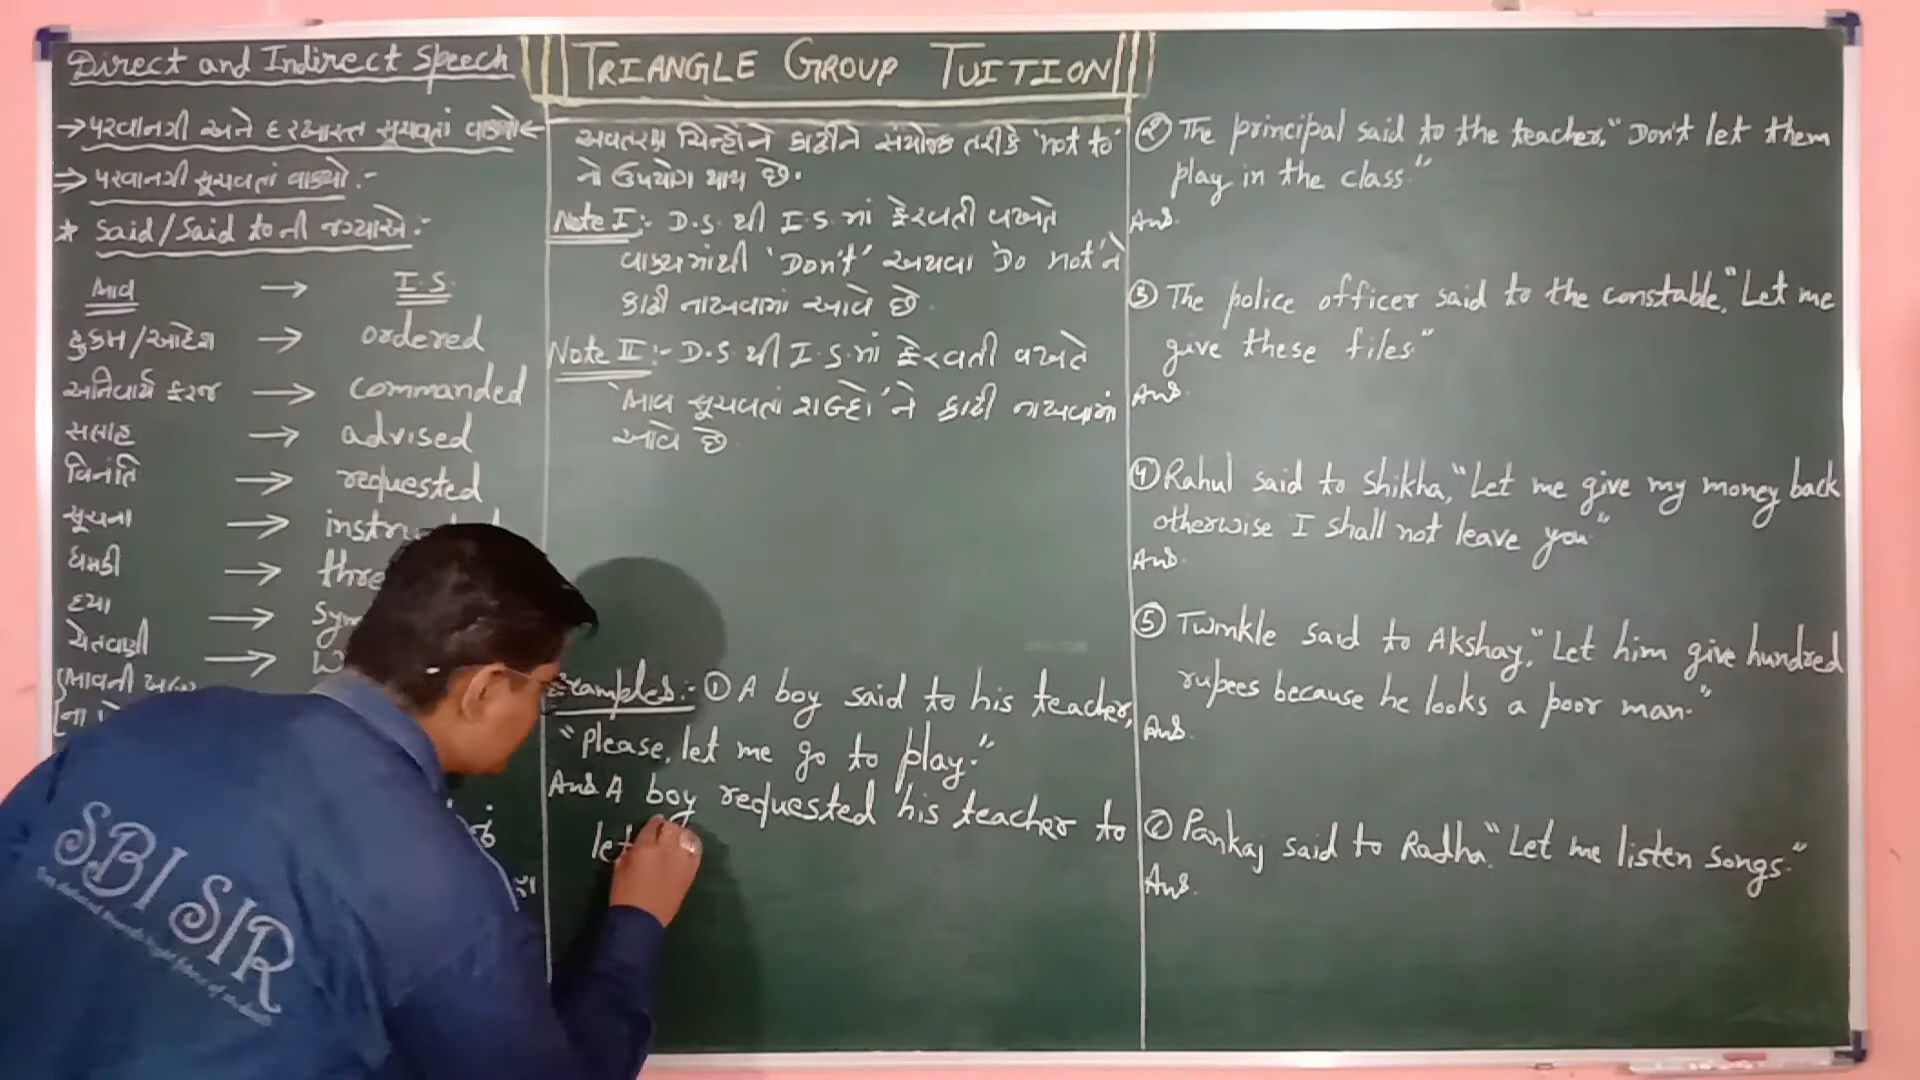 Direct and Indirect Speech
→ પરવાનગી અને દરખાસ્ત સૂચવતાં વાક્યો ←
⇒ પરવાનગી સૂચવતાં વાક્યો :-
* Said/Said to ની જગ્યાએ :-
ભાવ → I.S.
હુકમ/આદેશ → ordered
અનિવાર્ય ફરજ → commanded
સલાહ → advised
વિનંતિ → requested
સૂચના →
ધમકી →
દયા →
ચેતવણી →
TRIANGLE GROUP TUITION
અવતરણ ચિન્હોને કાઢીને સંયોજક તરીકે 'not to'
નો ઉપયોગ થાય છે.
Note I :- D.S. થી I.S. માં ફેરવતી વખતે
વાક્યમાંથી 'Don't' અથવા 'Do not' ને
કાઢી નાખવામાં આવે છે.
Note II :- D.S. થી I.S. માં ફેરવતી વખતે
'ભાવ સૂચવતાં શબ્દો' ને કાઢી નાખવામાં
આવે છે.
Examples :- ① A boy said to his teacher,
"Please, let me go to play."
Ans A boy requested his teacher to
let
② The principal said to the teacher, "Don't let them
play in the class"
Ans.
③ The police officer said to the constable, "Let me
give these files"
Ans.
④ Rahul said to Shikha, "Let me give my money back
otherwise I shall not leave you"
Ans.
⑤ Twinkle said to Akshay, "Let him give hundred
rupees because he looks a poor man."
Ans.
Pankaj said to Radha, "Let me listen songs."
Ans.
SBI SIR